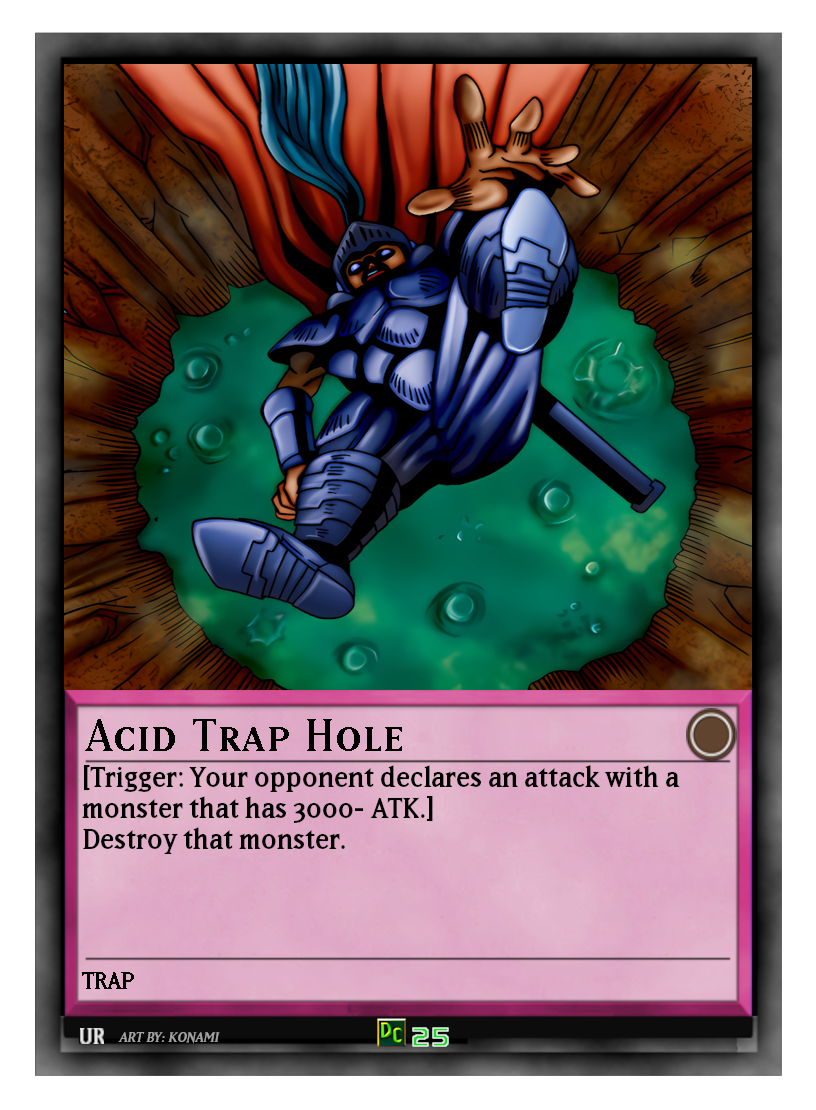 Acid Trap Hole
[Trigger: Your opponent declares an attack with a
monster that has 3000- ATK.]
Destroy that monster.
TRAP
UR ART BY: KONAMI DC 25